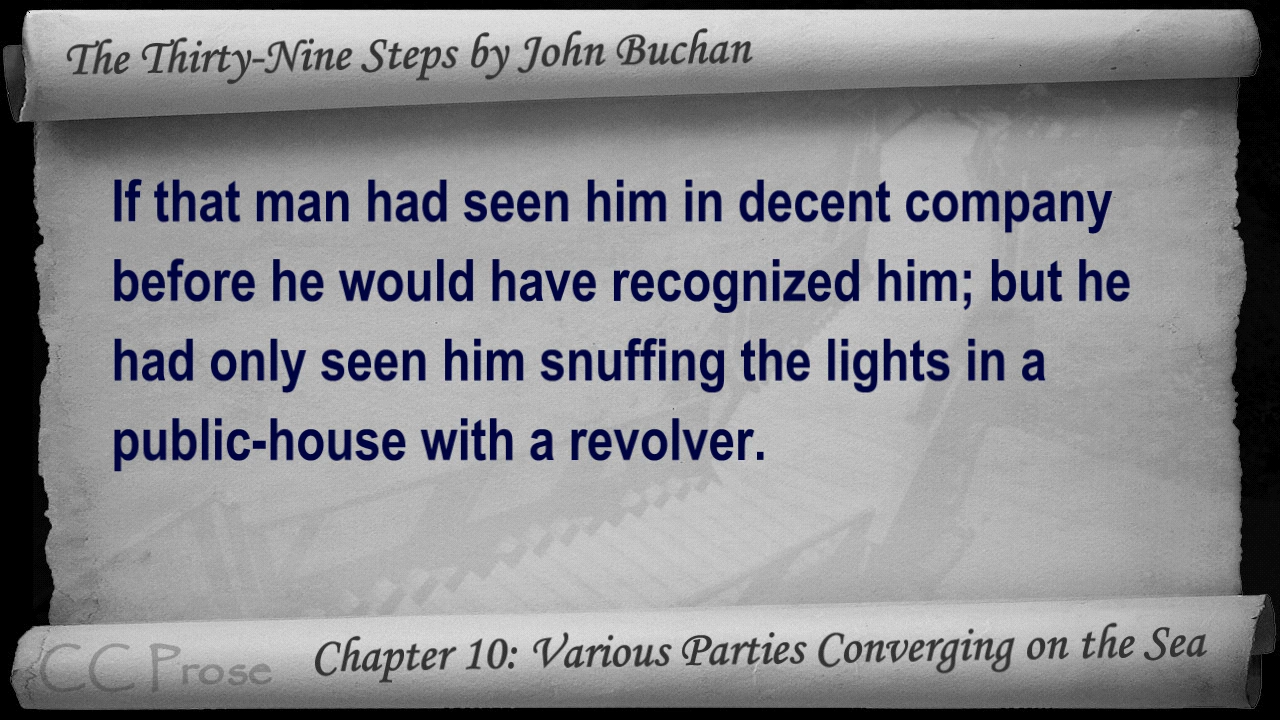 The Thirty-Nine Steps by John Buchan
If that man had seen him in decent company
before he would have recognized him; but he
had only seen him snuffing the lights in a
public-house with a revolver.
CC Prose
Chapter 10: Various Parties Converging on the Sea